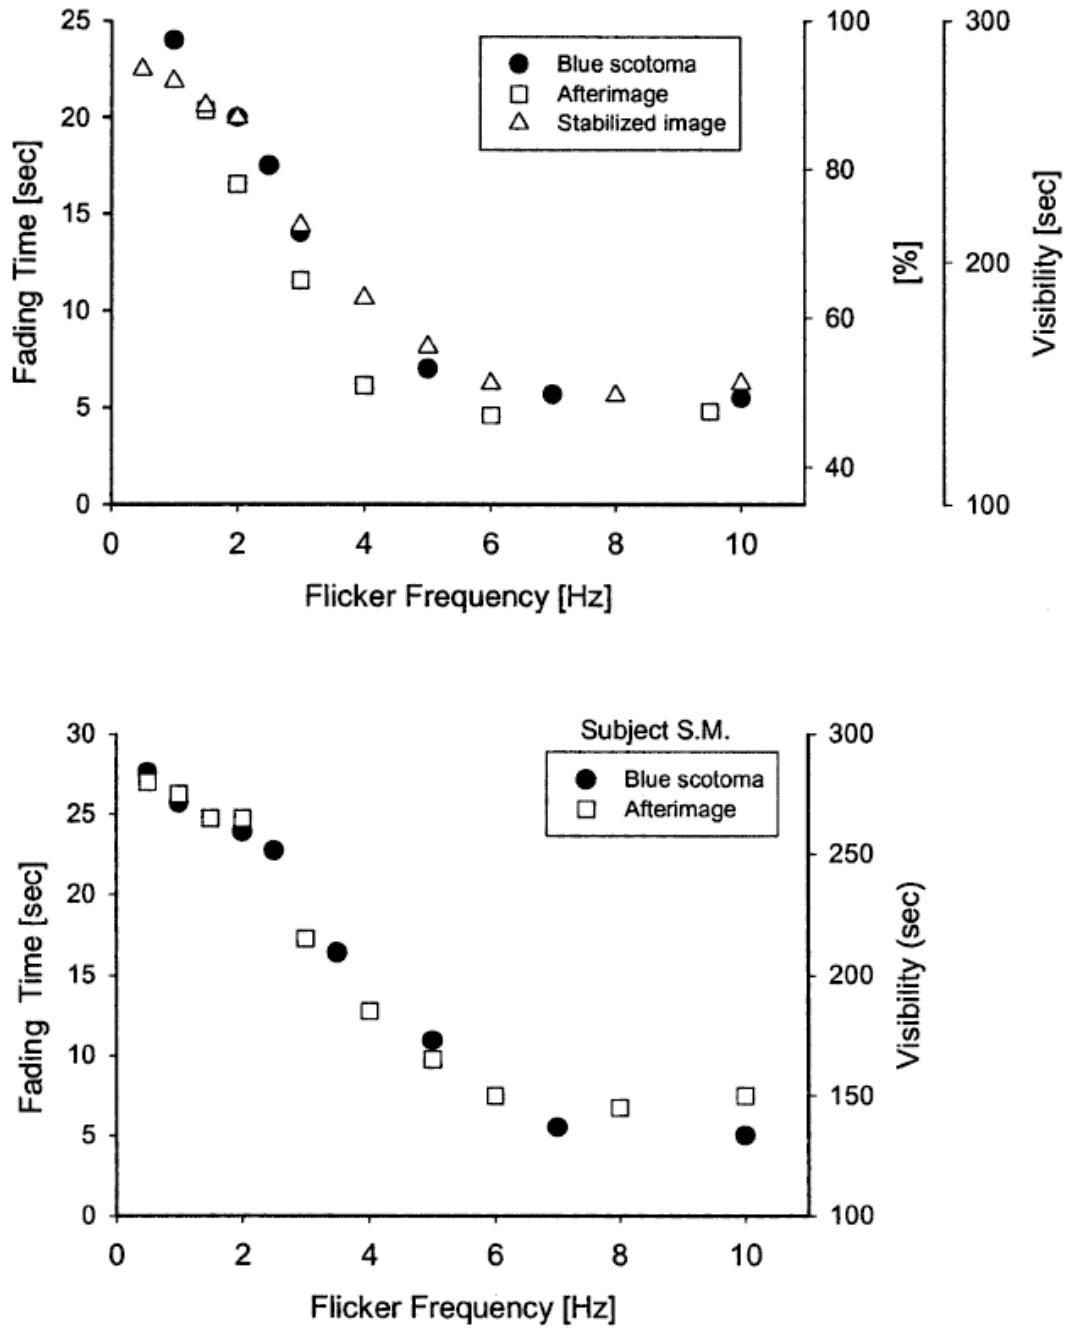 25
20
15
10
5
0
Fading Time [sec]
Blue scotoma
Afterimage
Stabilized image
100
80
60
40
[%]
300
200
100
Visibility [sec]
0 2 4 6 8 10
Flicker Frequency [Hz]
Subject S.M.
Blue scotoma
Afterimage
30
25
20
15
10
5
0
Fading Time [sec]
300
250
200
150
100
Visibility (sec)
0 2 4 6 8 10
Flicker Frequency [Hz]